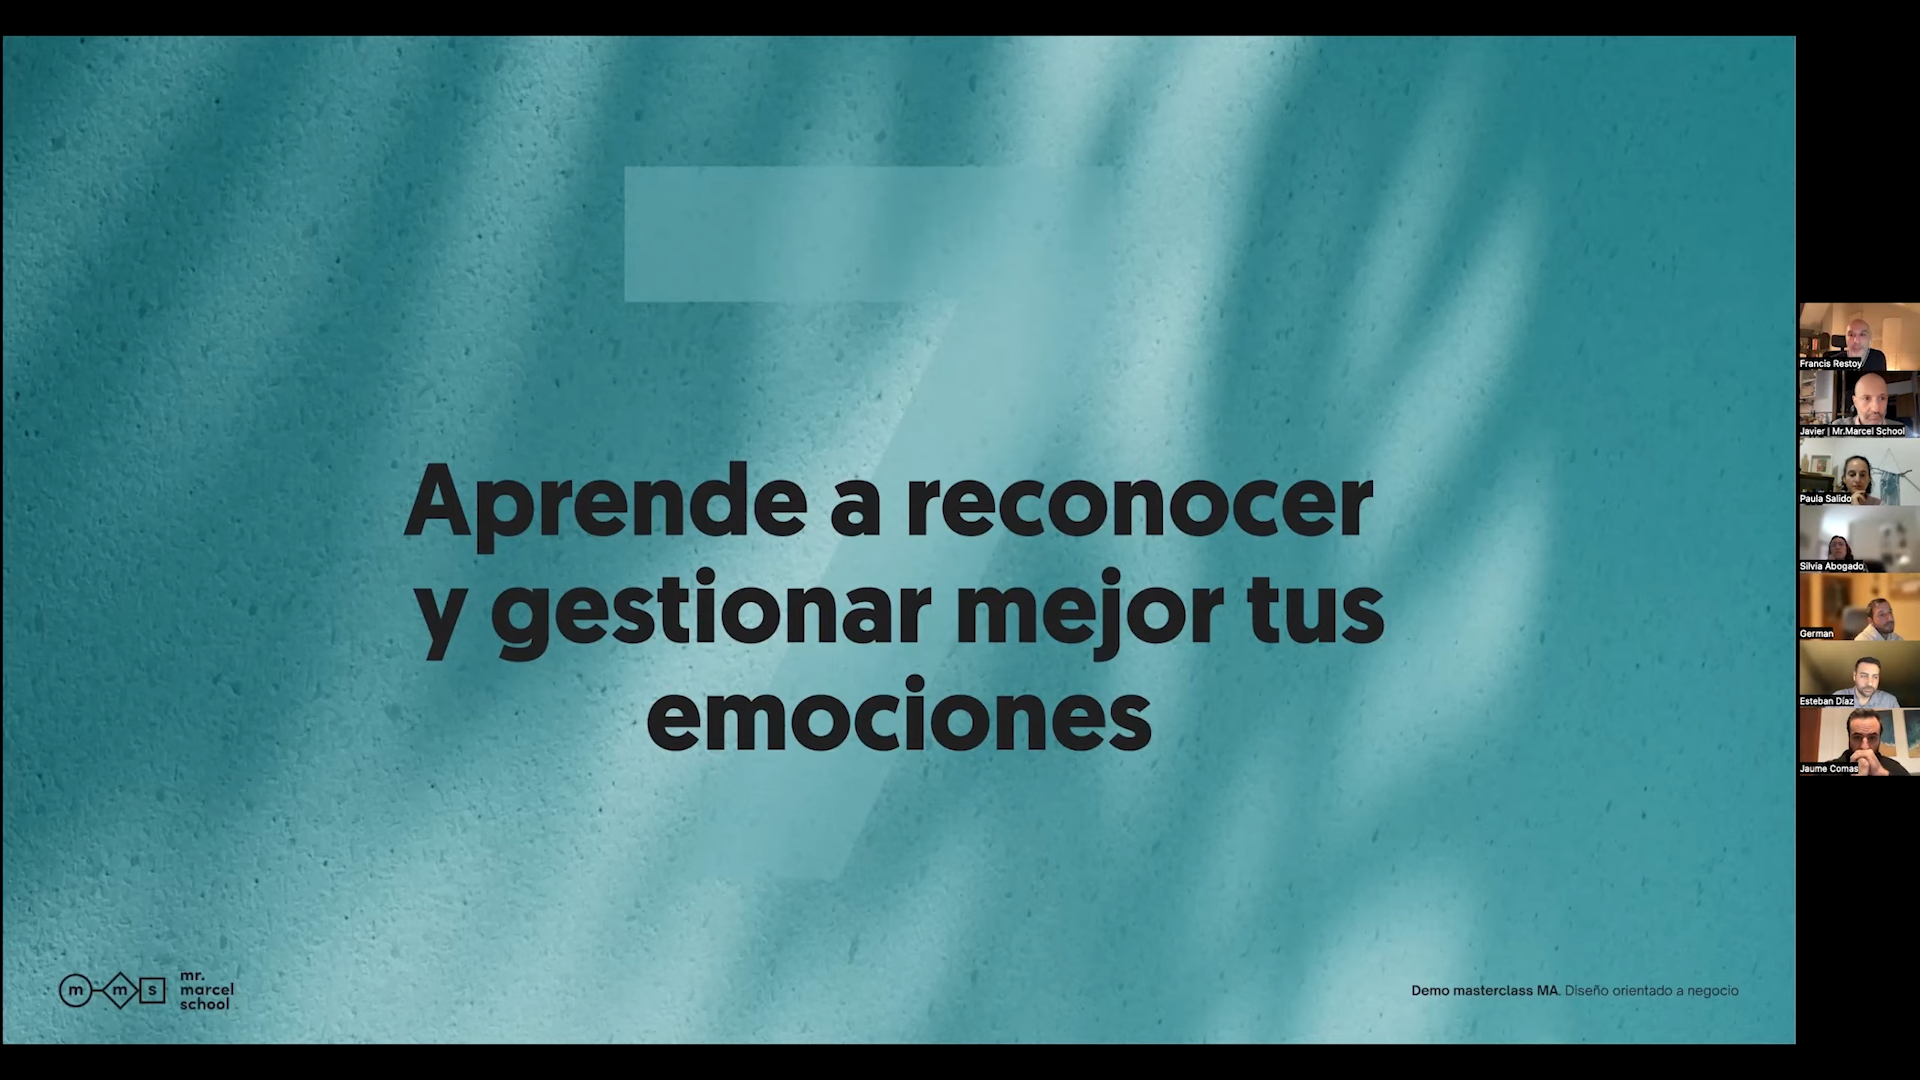 7
Aprende a reconocer
y gestionar mejor tus
emociones
m m s
mr.
marcel
school
Demo masterclass MA. Diseño orientado a negocio
Francis Restoy
Javier | Mr.Marcel School
Paula Salido
Silvia Abogado
German
Esteban Díaz
Jaume Comas